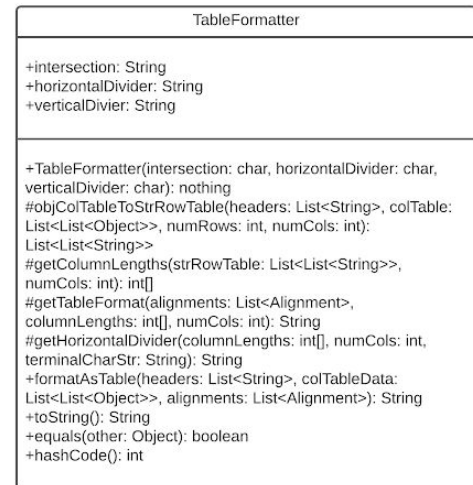 TableFormatter
+intersection: String
+horizontalDivider: String
+verticalDivier: String
+TableFormatter(intersection: char, horizontalDivider: char,
verticalDivider: char): nothing
#objColTableToStrRowTable(headers: List<String>, colTable:
List<List<Object>>, numRows: int, numCols: int):
List<List<String>>
#getColumnLengths(strRowTable: List<List<String>>,
numCols: int): int[]
#getTableFormat(alignments: List<Alignment>,
columnLengths: int[], numCols: int): String
#getHorizontalDivider(columnLengths: int[], numCols: int,
terminalCharStr: String): String
+formatAsTable(headers: List<String>, colTableData:
List<List<Object>>, alignments: List<Alignment>): String
+toString(): String
+equals(other: Object): boolean
+hashCode(): int